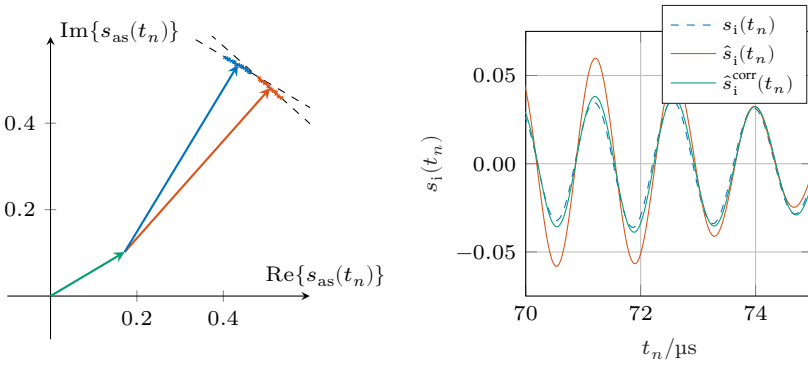 Im{s_as(t_n)}
0.4
0.2
Re{s_as(t_n)}
0.2
0.4
s_i(t_n)
ŝ_i(t_n)
ŝ_i^corr(t_n)
0.05
0.00
−0.05
s_i(t_n)
70
72
74
t_n/µs